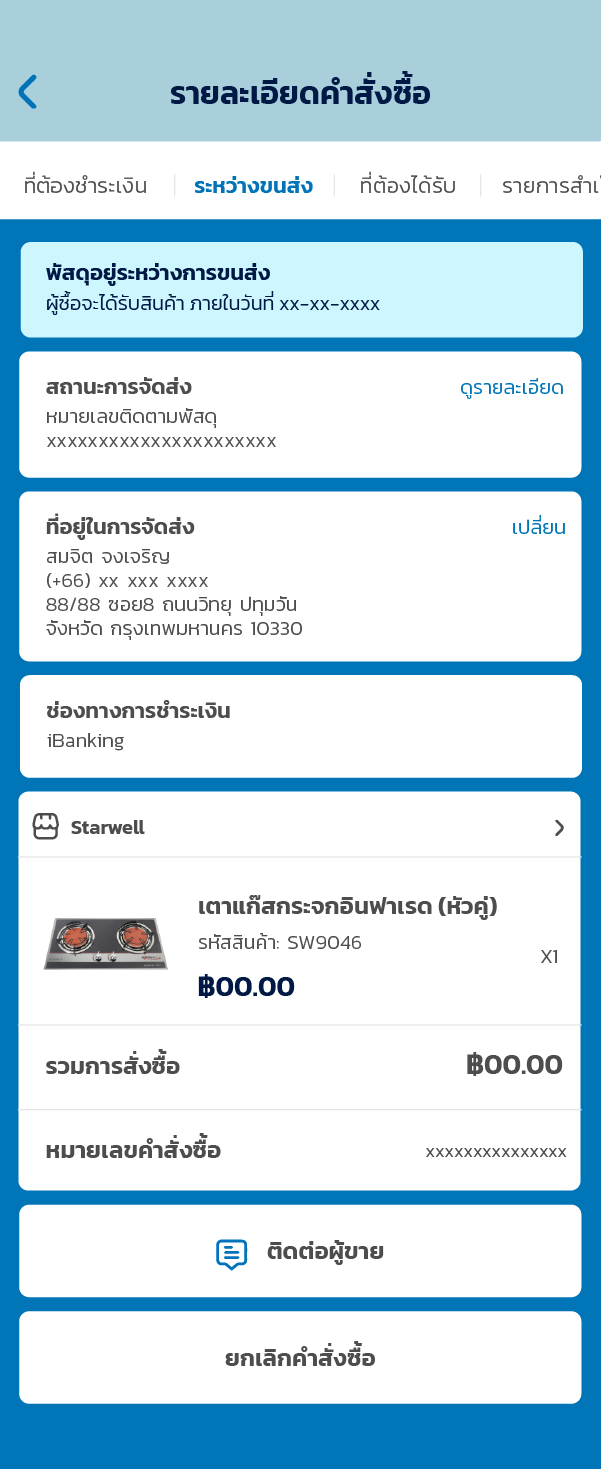 รายละเอียดคำสั่งซื้อ
ที่ต้องชำระเงิน ระหว่างขนส่ง ที่ต้องได้รับ รายการสำเ
พัสดุอยู่ระหว่างการขนส่ง
ผู้ซื้อจะได้รับสินค้า ภายในวันที่ xx-xx-xxxx
สถานะการจัดส่ง ดูรายละเอียด
หมายเลขติดตามพัสดุ
xxxxxxxxxxxxxxxxxxxxxx
ที่อยู่ในการจัดส่ง เปลี่ยน
สมจิต จงเจริญ
(+66) xx xxx xxxx
88/88 ซอย8 ถนนวิทยุ ปทุมวัน
จังหวัด กรุงเทพมหานคร 10330
ช่องทางการชำระเงิน
iBanking
Starwell
เตาแก๊สกระจกอินฟาเรด (หัวคู่)
รหัสสินค้า: SW9046
X1
฿00.00
รวมการสั่งซื้อ ฿00.00
หมายเลขคำสั่งซื้อ xxxxxxxxxxxxxxx
ติดต่อผู้ขาย
ยกเลิกคำสั่งซื้อ